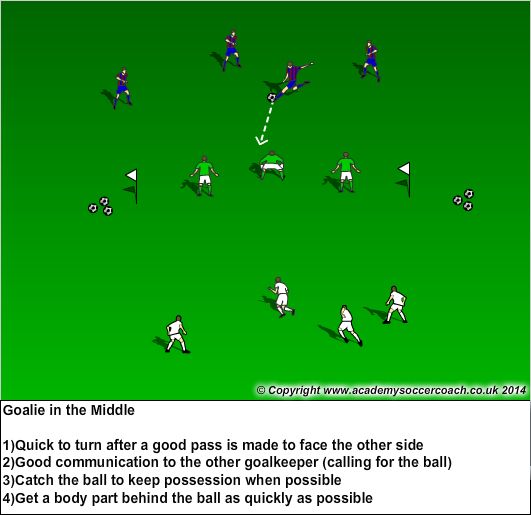 © Copyright www.academysoccercoach.co.uk 2014
Goalie in the Middle
1)Quick to turn after a good pass is made to face the other side
2)Good communication to the other goalkeeper (calling for the ball)
3)Catch the ball to keep possession when possible
4)Get a body part behind the ball as quickly as possible